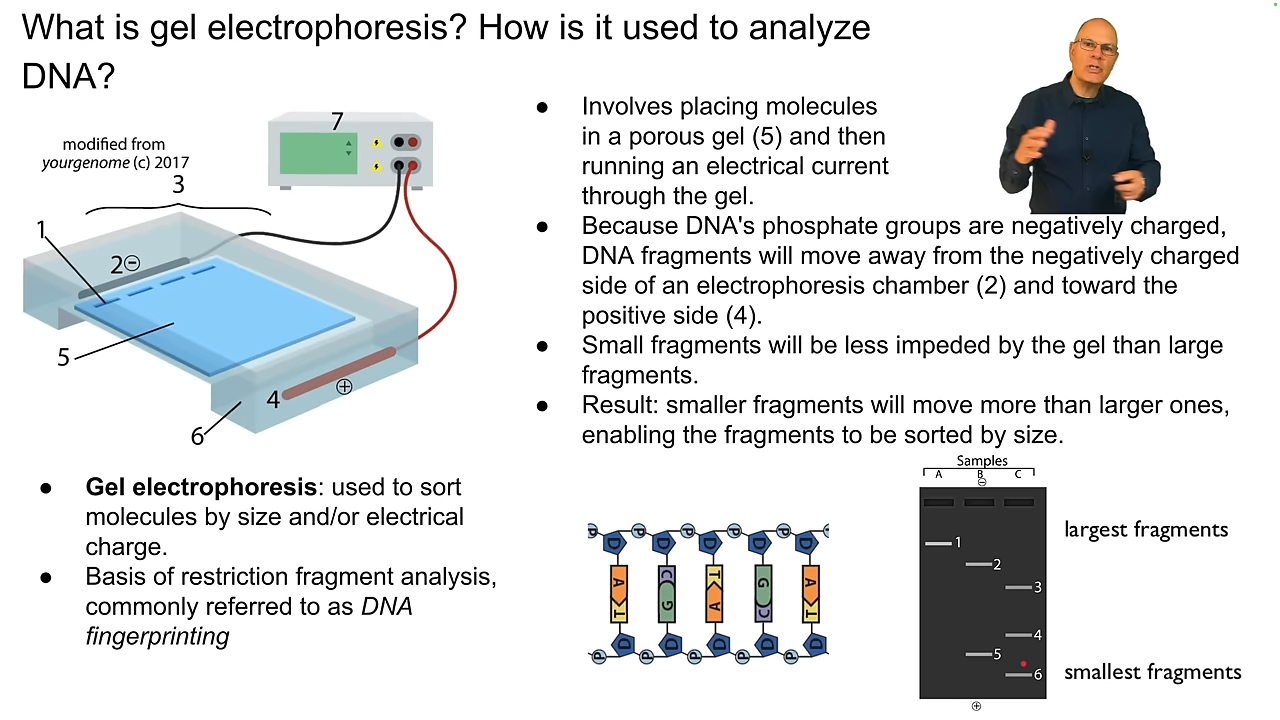 What is gel electrophoresis? How is it used to analyze
DNA?
modified from
yourgenome (c) 2017
3
7
1
2⊖
5
4
⊕
6
● Involves placing molecules
in a porous gel (5) and then
running an electrical current
through the gel.
● Because DNA's phosphate groups are negatively charged,
DNA fragments will move away from the negatively charged
side of an electrophoresis chamber (2) and toward the
positive side (4).
● Small fragments will be less impeded by the gel than large
fragments.
● Result: smaller fragments will move more than larger ones,
enabling the fragments to be sorted by size.
● Gel electrophoresis: used to sort
molecules by size and/or electrical
charge.
● Basis of restriction fragment analysis,
commonly referred to as DNA
fingerprinting
P P P P P P
D D D D D
A C T G A
T G A C T
D D D D D
P P P P P
Samples
A B C
⊖
1
2
3
4
5
6
⊕
largest fragments
smallest fragments